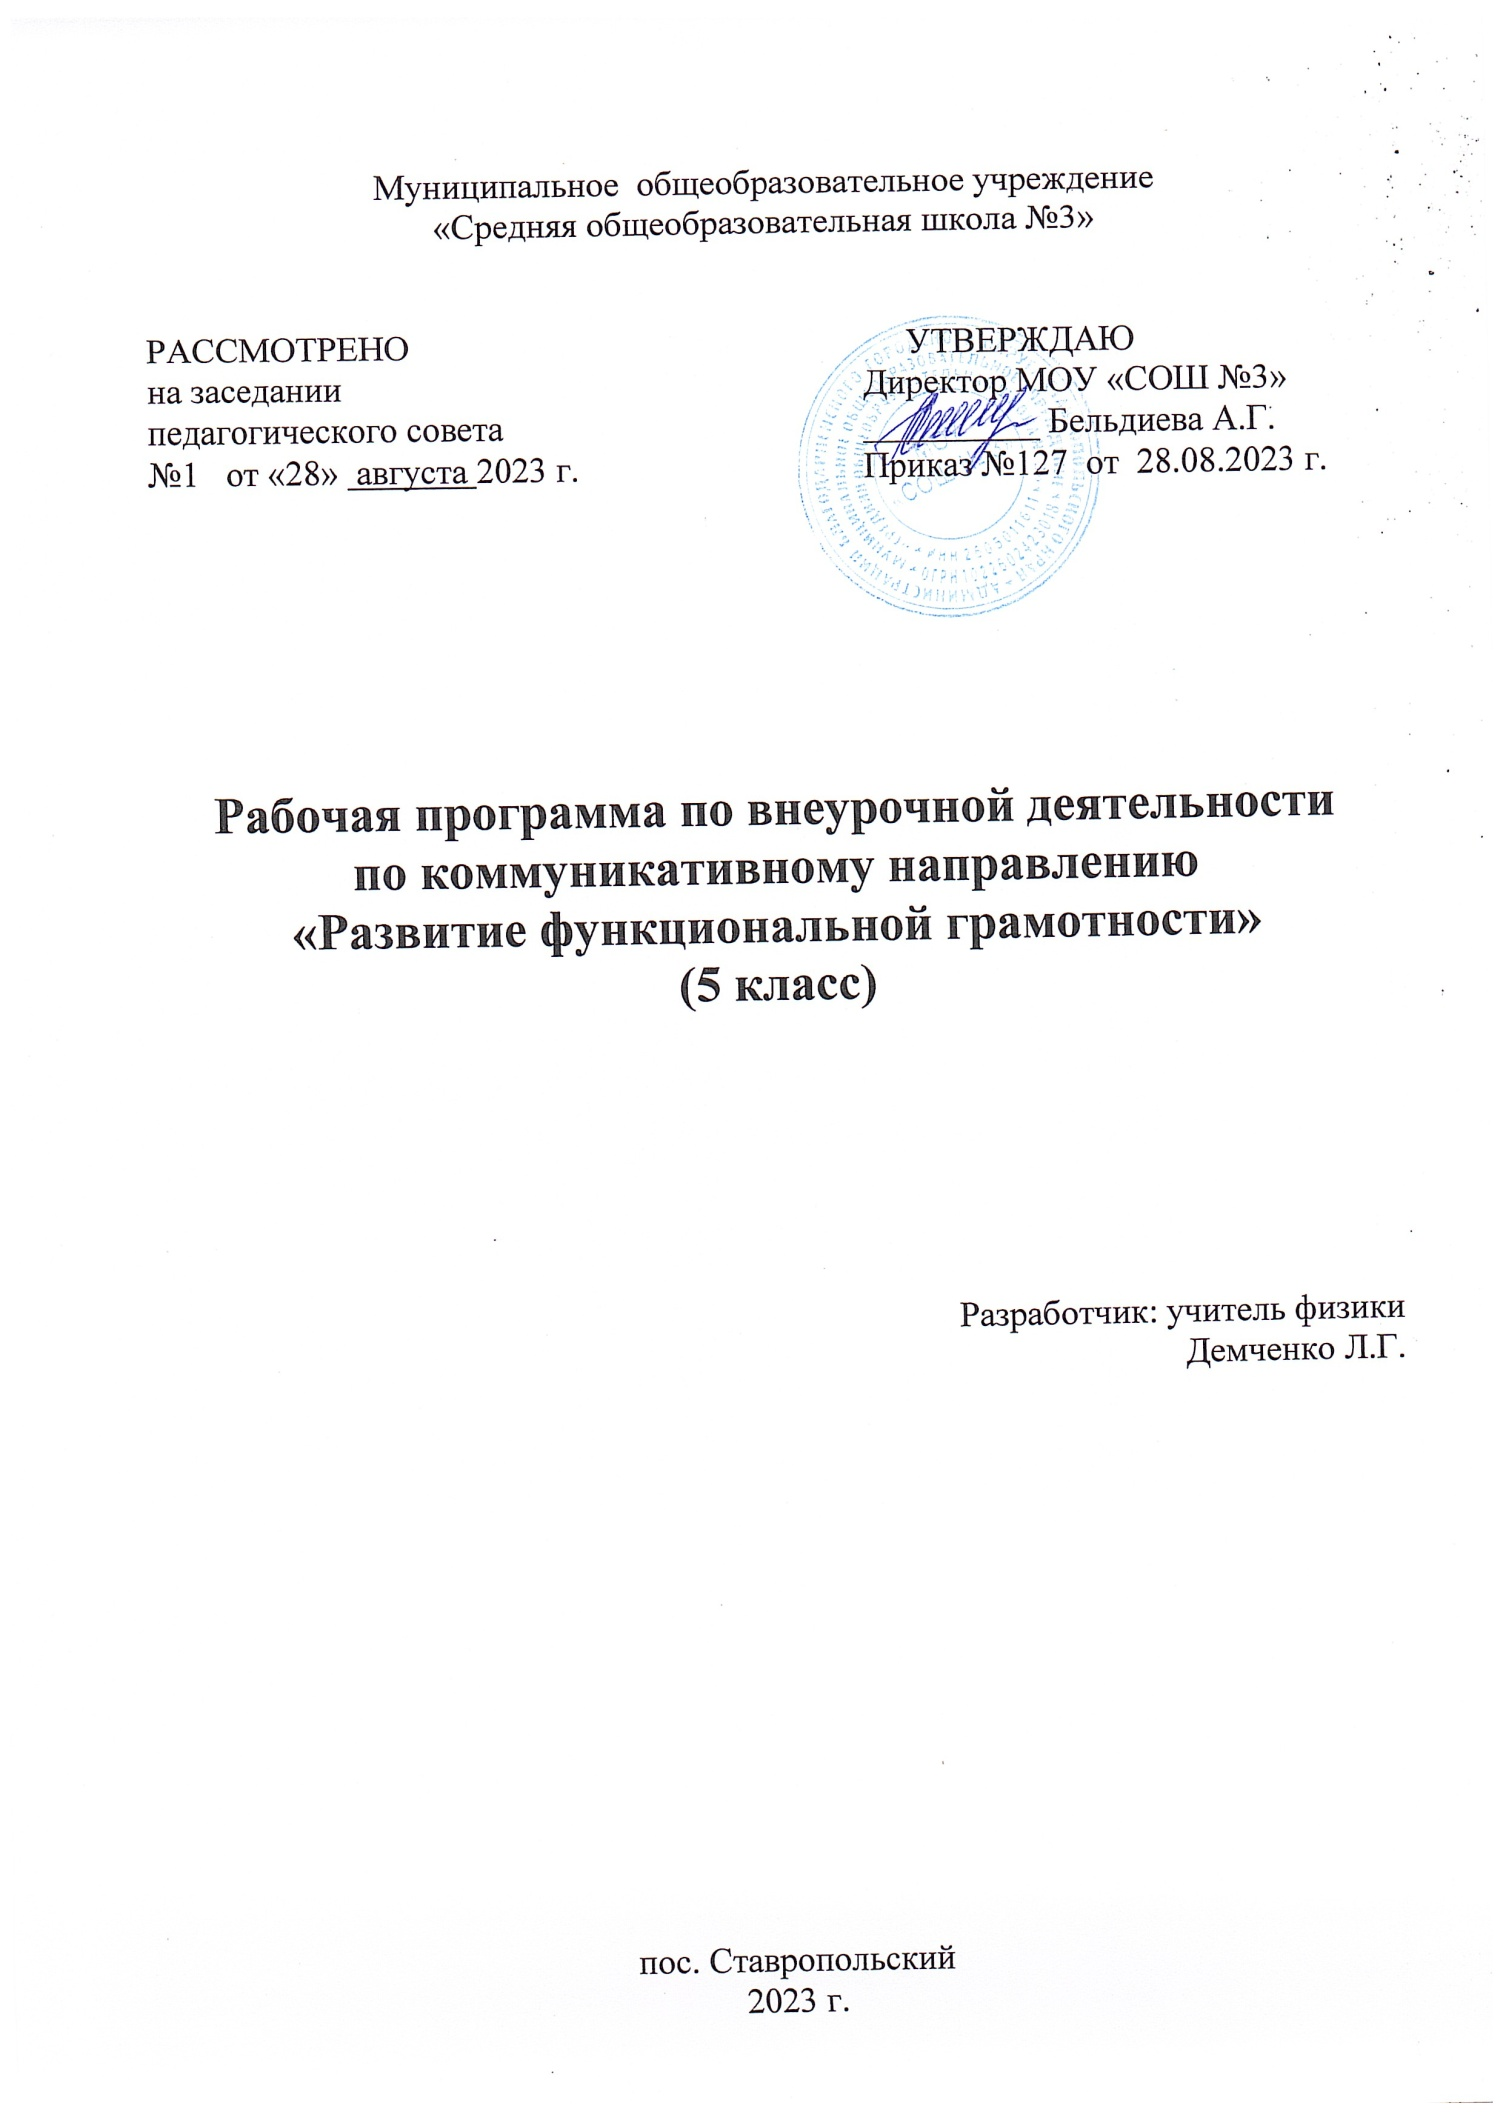 Муниципальное общеобразовательное учреждение
«Средняя общеобразовательная школа №3»
РАССМОТРЕНО
на заседании
педагогического совета
№1 от «28» августа 2023 г.
УТВЕРЖДАЮ
Директор МОУ «СОШ №3»
Бельдиева А.Г.
Приказ №127 от 28.08.2023 г.
Рабочая программа по внеурочной деятельности
по коммуникативному направлению
«Развитие функциональной грамотности»
(5 класс)
Разработчик: учитель физики
Демченко Л.Г.
пос. Ставропольский
2023 г.